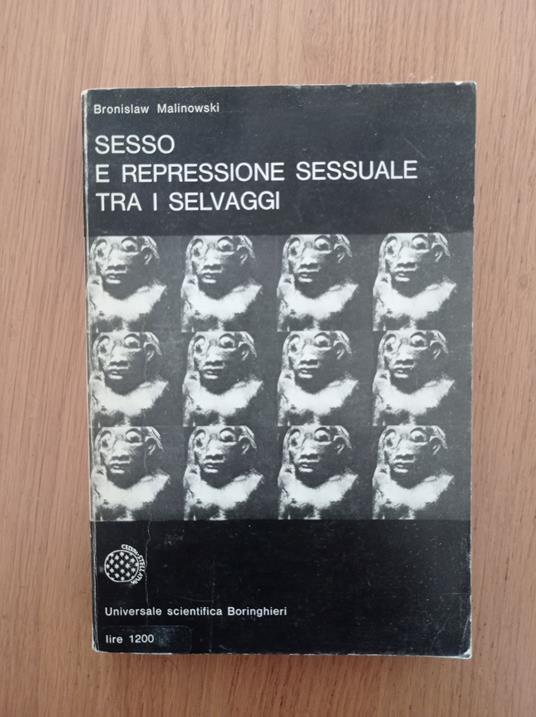 Bronislaw Malinowski
SESSO
E REPRESSIONE SESSUALE
TRA I SELVAGGI
Universale scientifica Boringhieri
lire 1200